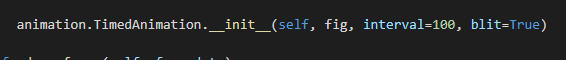 animation.TimedAnimation.__init__(self, fig, interval=100, blit=True)